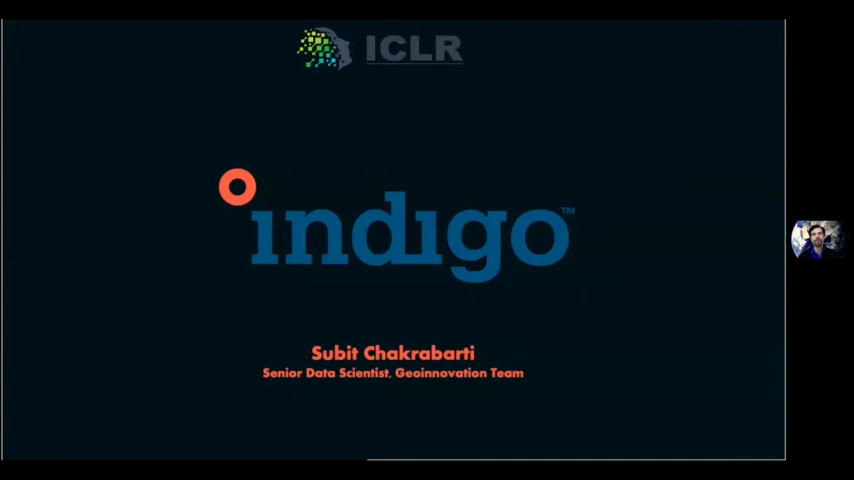 ICLR
indigo™
Subit Chakrabarti
Senior Data Scientist, Geoinnovation Team